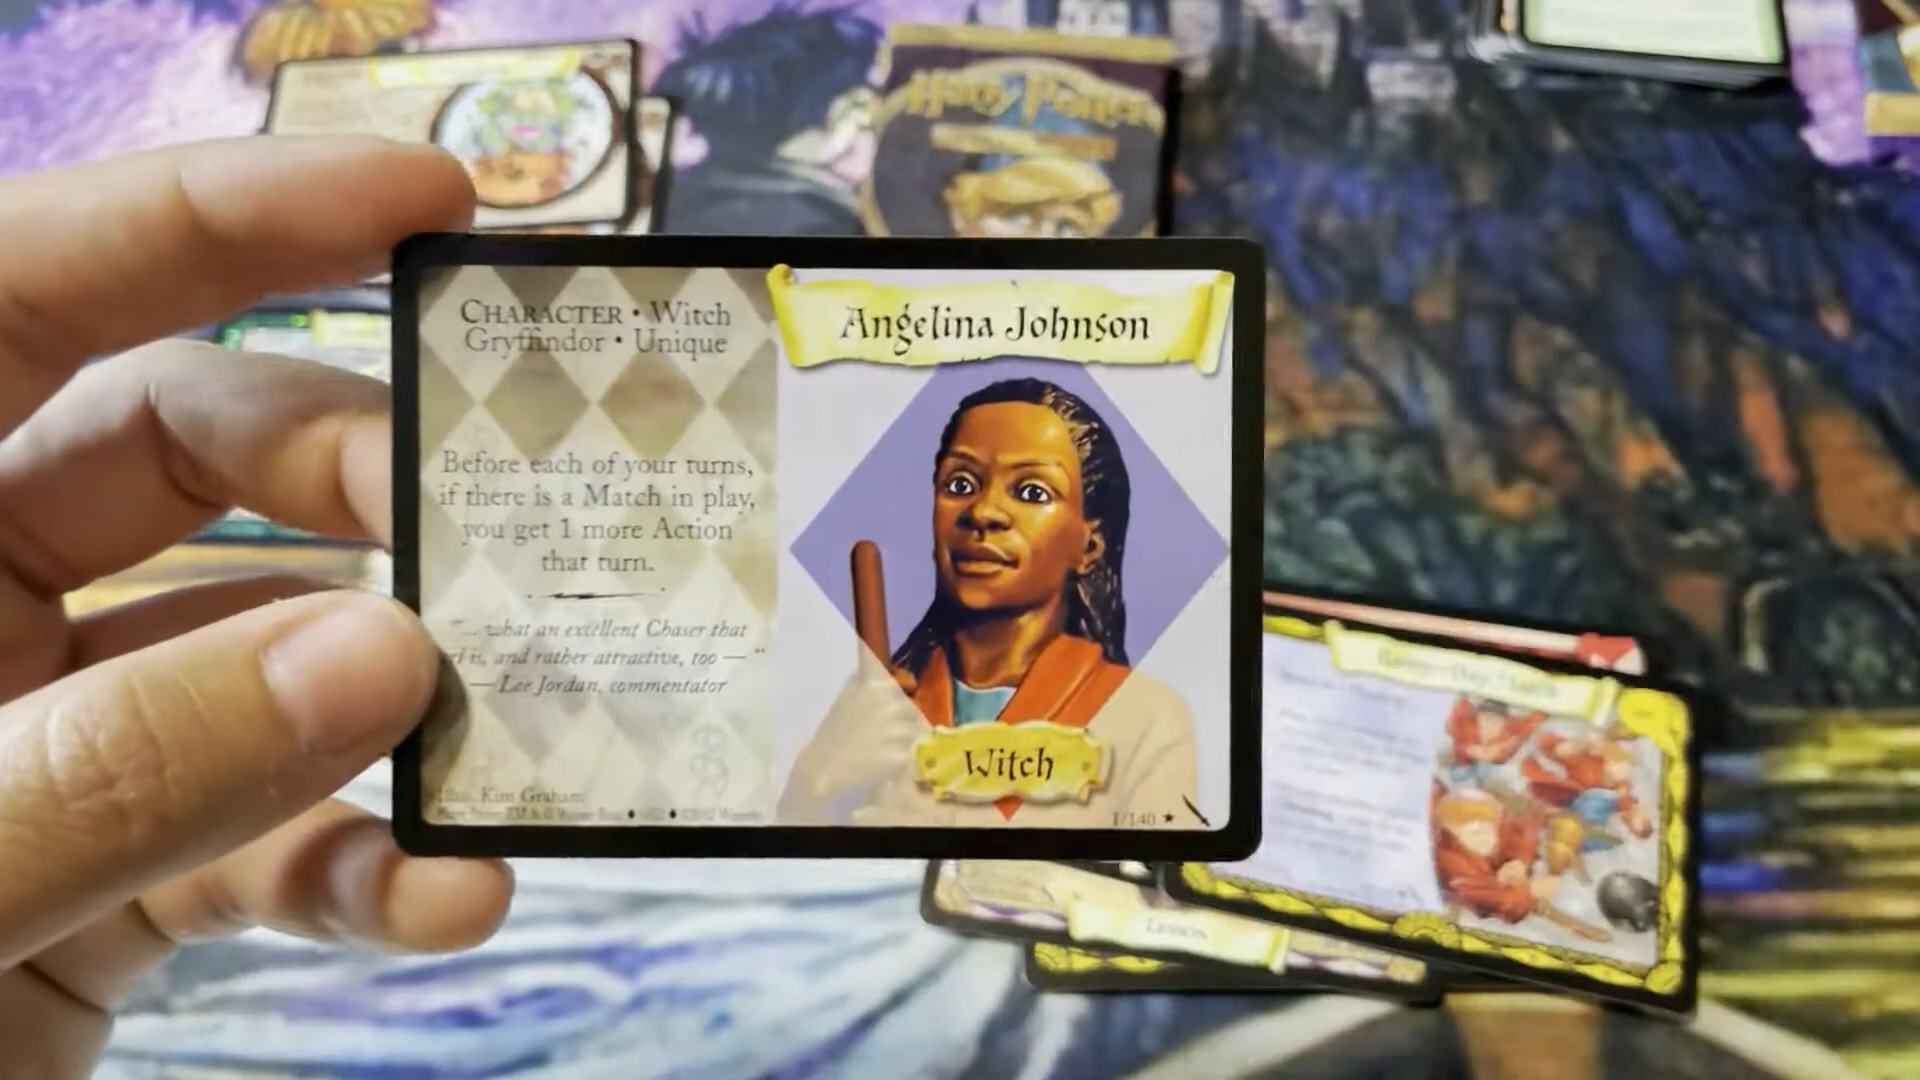 Harry Potter
CHARACTER • Witch
Gryffindor • Unique
Angelina Johnson
Before each of your turns,
if there is a Match in play,
you get 1 more Action
that turn.
"... what an excellent Chaser that
is, and rather attractive, too — "
—Lee Jordan, commentator
Witch
Illus. Kim Graham
1/140 ★
Lesson